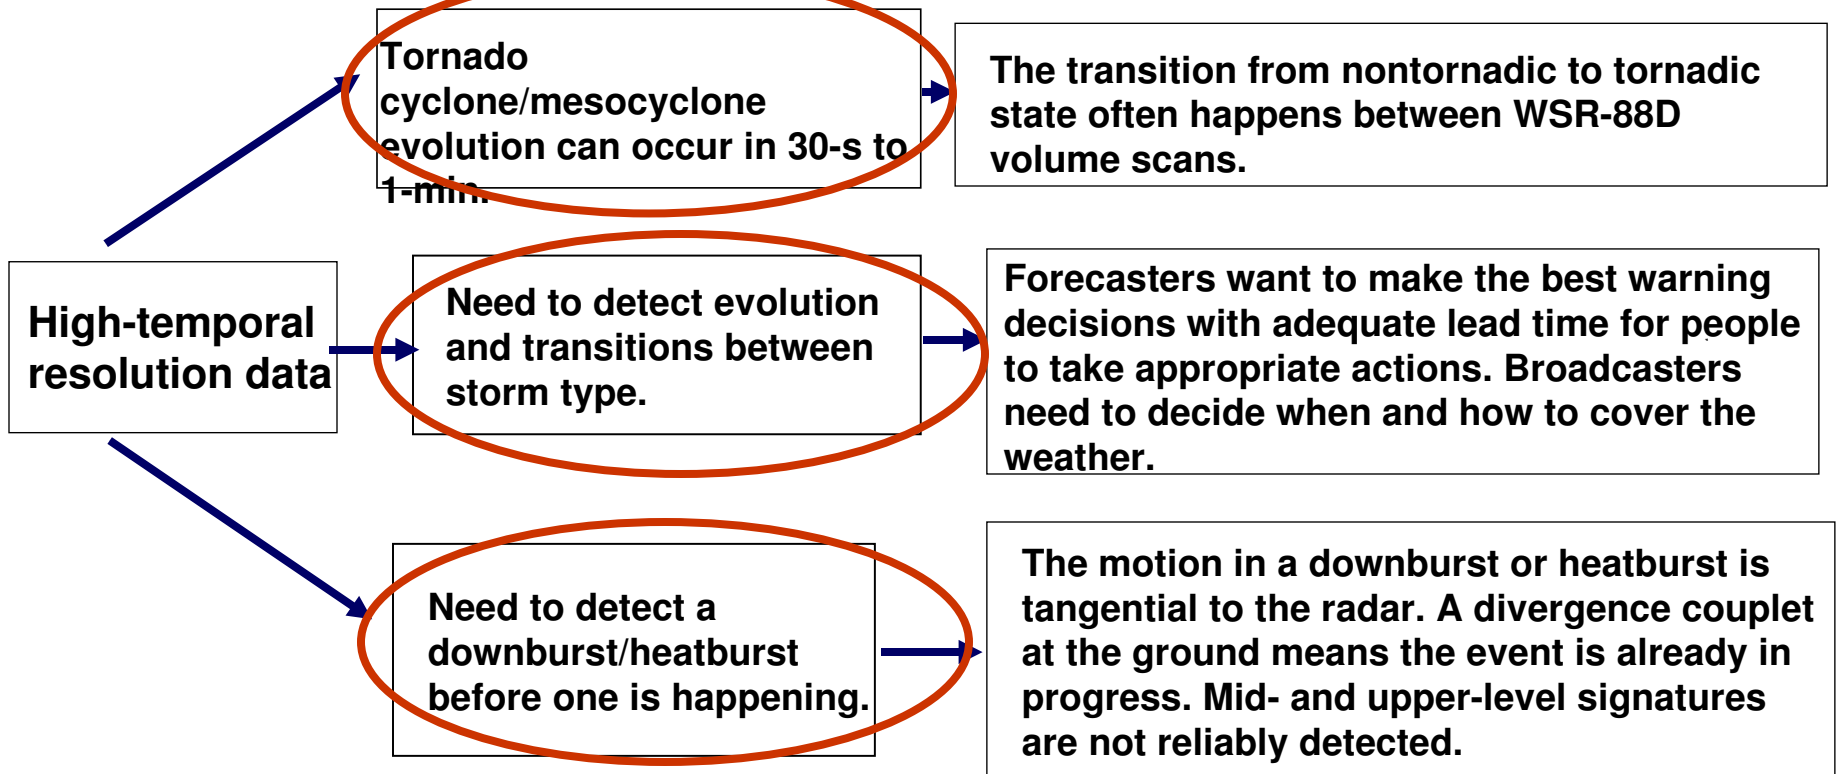 Tornado
cyclone/mesocyclone
evolution can occur in 30-s to
1-min.
The transition from nontornadic to tornadic
state often happens between WSR-88D
volume scans.
High-temporal
resolution data
Need to detect evolution
and transitions between
storm type.
Forecasters want to make the best warning
decisions with adequate lead time for people
to take appropriate actions. Broadcasters
need to decide when and how to cover the
weather.
Need to detect a
downburst/heatburst
before one is happening.
The motion in a downburst or heatburst is
tangential to the radar. A divergence couplet
at the ground means the event is already in
progress. Mid- and upper-level signatures
are not reliably detected.